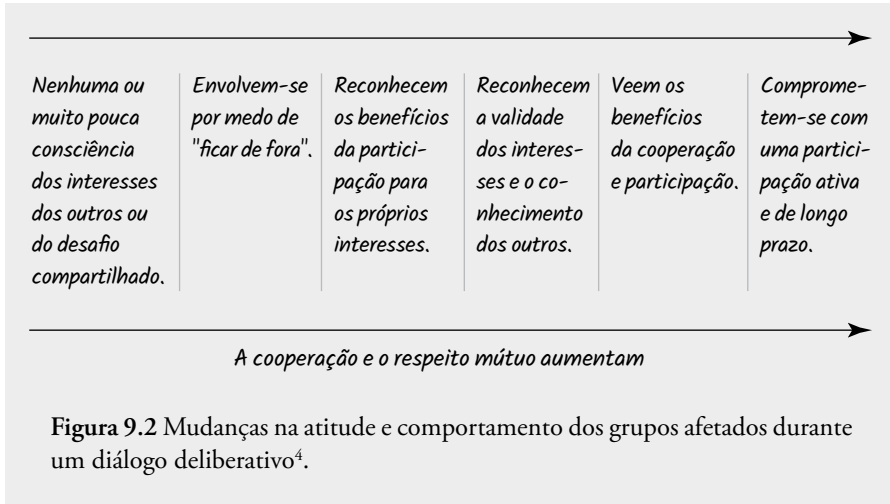 Nenhuma ou
muito pouca
consciência
dos interesses
dos outros ou
do desafio
compartilhado.
Envolvem-se
por medo de
"ficar de fora".
Reconhecem
os benefícios
da partici-
pação para
os próprios
interesses.
Reconhecem
a validade
dos interes-
ses e o co-
nhecimento
dos outros.
Veem os
benefícios
da cooperação
e participação.
Comprome-
tem-se com
uma partici-
pação ativa
e de longo
prazo.
A cooperação e o respeito mútuo aumentam
Figura 9.2 Mudanças na atitude e comportamento dos grupos afetados durante
um diálogo deliberativo⁴.